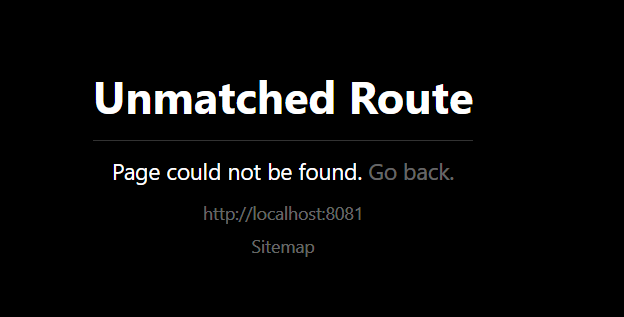 Unmatched Route
Page could not be found. Go back.
http://localhost:8081
Sitemap